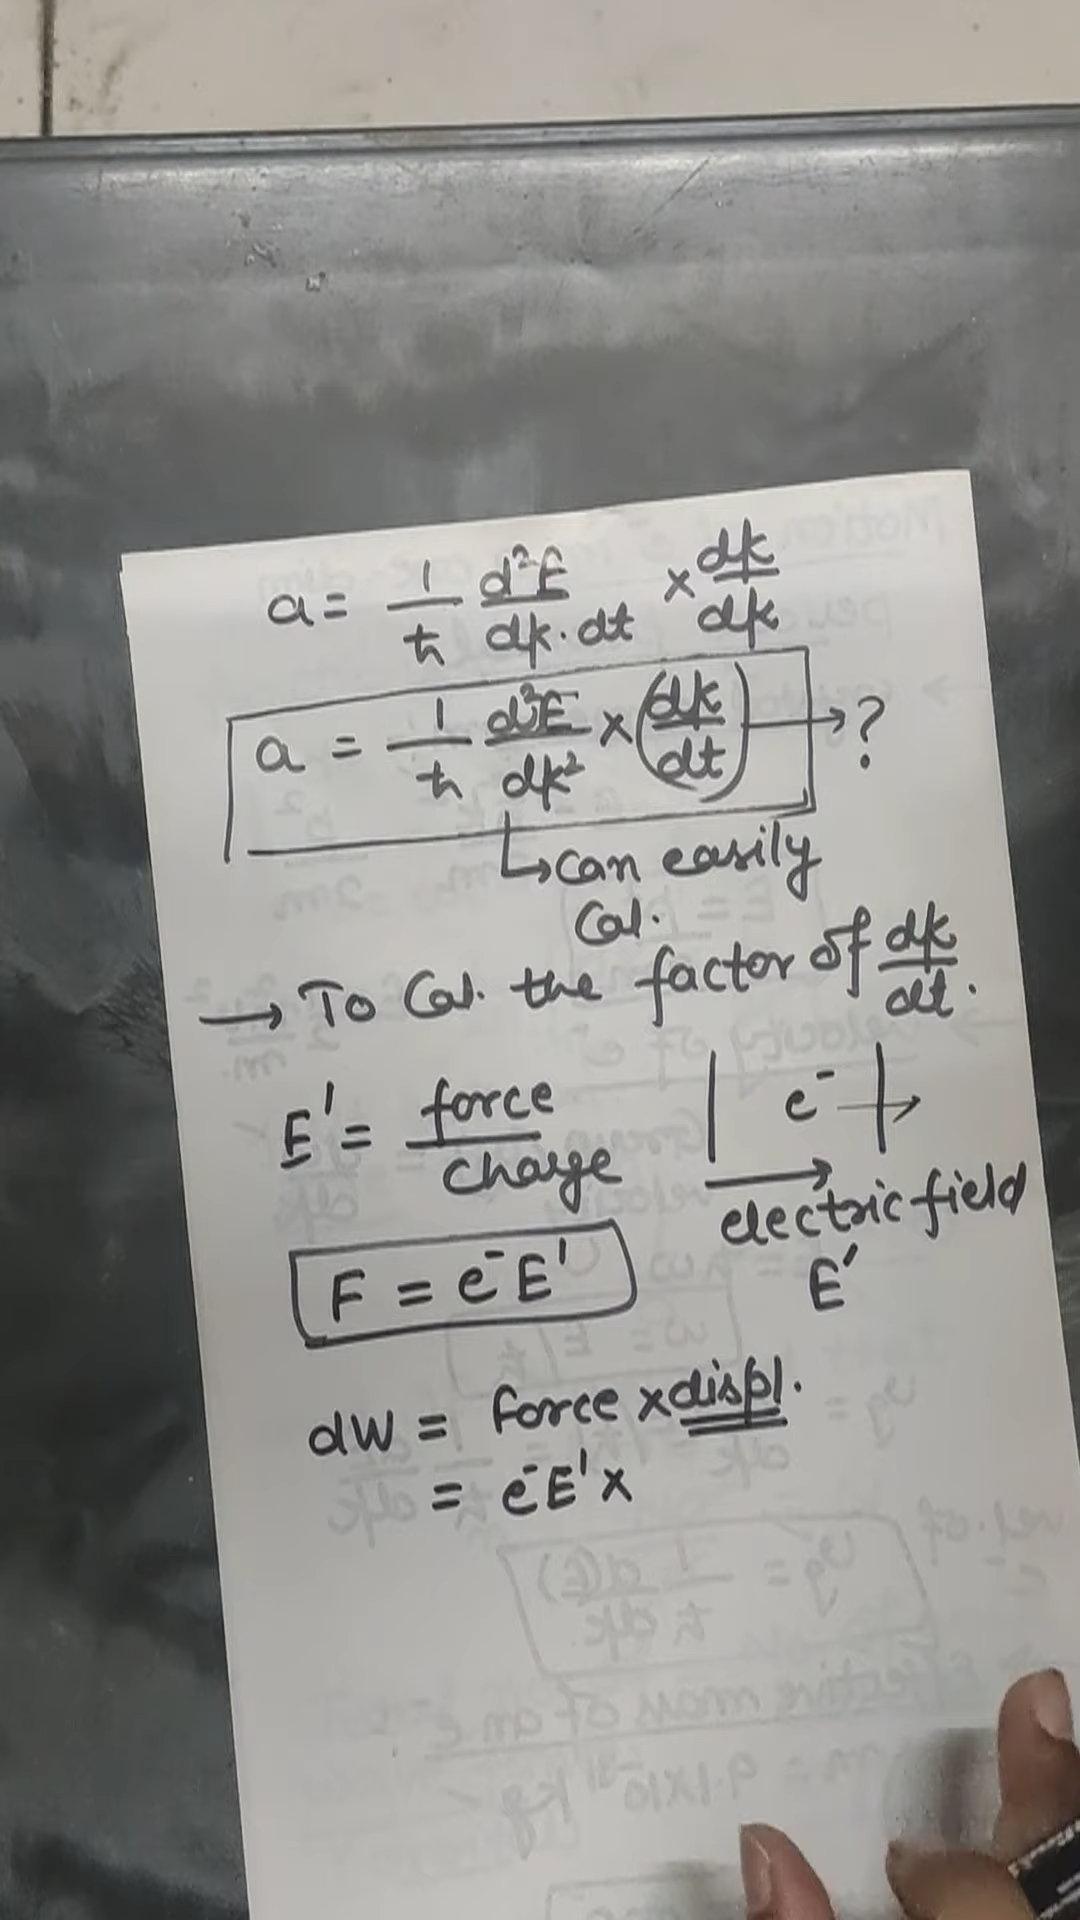 a = 1/ħ d²E/dk.dt × dk/dk
a = 1/ħ d²E/dk² × (dk/dt) → ?
↳ can easily
Cal.
→ To Cal. the factor of dk/dt.
E' = force/charge
e⁻ →
electric field
E'
F = e⁻E'
dW = force × displ.
= e⁻E' ×